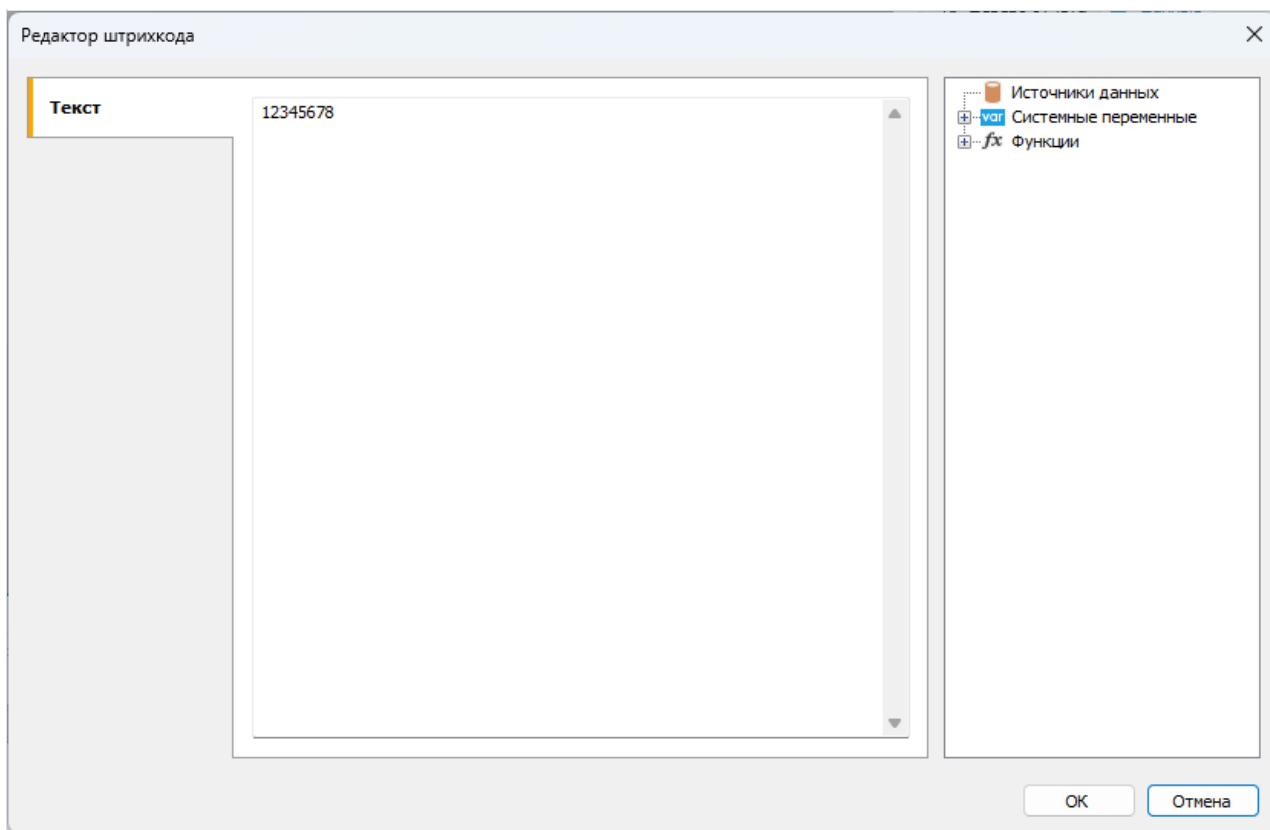 Редактор штрихкода
Текст
12345678
Источники данных
var Системные переменные
fx Функции
OK
Отмена